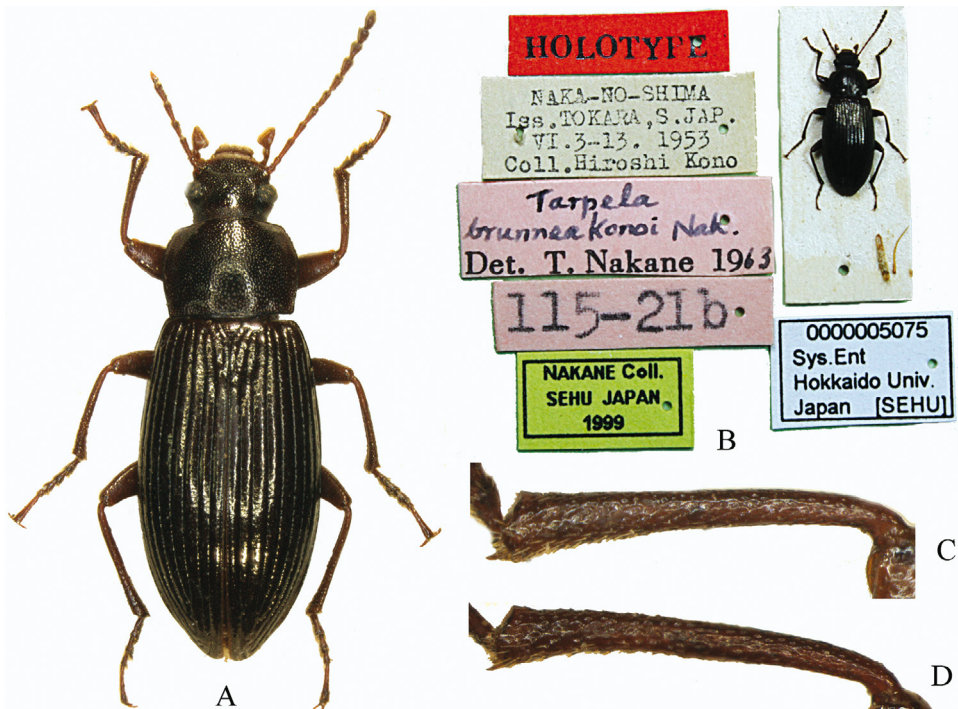 HOLOTYPE
NAKA-NO-SHIMA
Iss.TOKARA,S.JAP.
VI.3-13. 1953
Coll.Hiroshi Kono
Tarpela
brunnea Konoi Nak.
Det. T. Nakane 1963
115-21b
NAKANE Coll.
SEHU JAPAN
1999
0000005075
Sys.Ent
Hokkaido Univ.
Japan [SEHU]
A
B
C
D